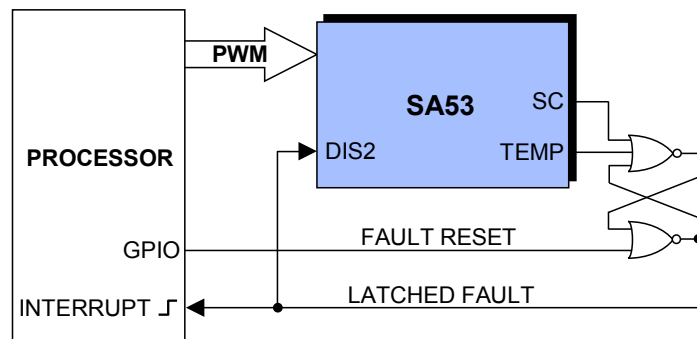 PWM
SA53
SC
PROCESSOR
DIS2
TEMP
GPIO
FAULT RESET
INTERRUPT
LATCHED FAULT